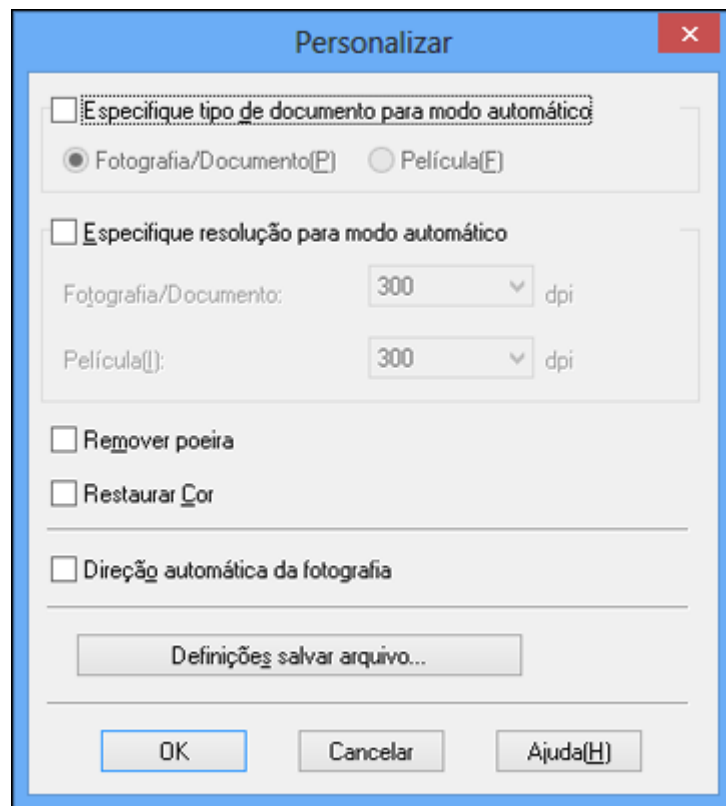 Personalizar
Especifique tipo de documento para modo automático
Fotografia/Documento(P) Película(F)
Especifique resolução para modo automático
Fotografia/Documento: 300 dpi
Película(I): 300 dpi
Remover poeira
Restaurar Cor
Direção automática da fotografia
Definições salvar arquivo...
OK Cancelar Ajuda(H)